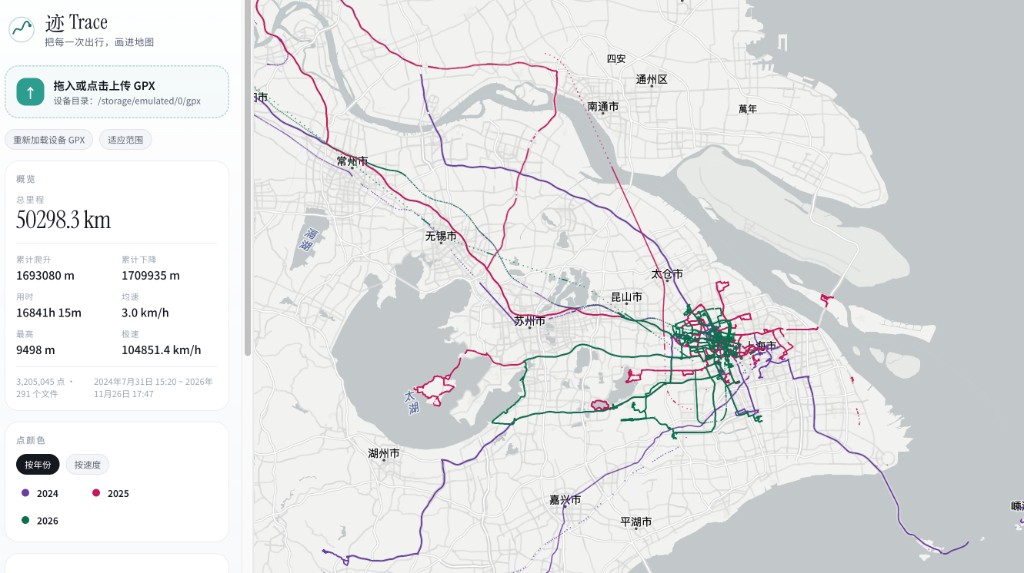 迹 Trace
把每一次出行，画进地图
拖入或点击上传 GPX
设备目录：/storage/emulated/0/gpx
重新加载设备 GPX
适应范围
概览
总里程
50298.3 km
累计爬升
累计下降
1693080 m
1709935 m
用时
均速
16841h 15m
3.0 km/h
最高
极速
9498 m
104851.4 km/h
3,205,045 点 ·
291 个文件
2024年7月31日 15:20 – 2026年
11月26日 17:47
点颜色
按年份
按速度
2024
2025
2026
四安
通州区
南通市
萬年
常州市
滆湖
无锡市
太仓市
昆山市
苏州市
上海市
太湖
湖州市
嘉兴市
平湖市